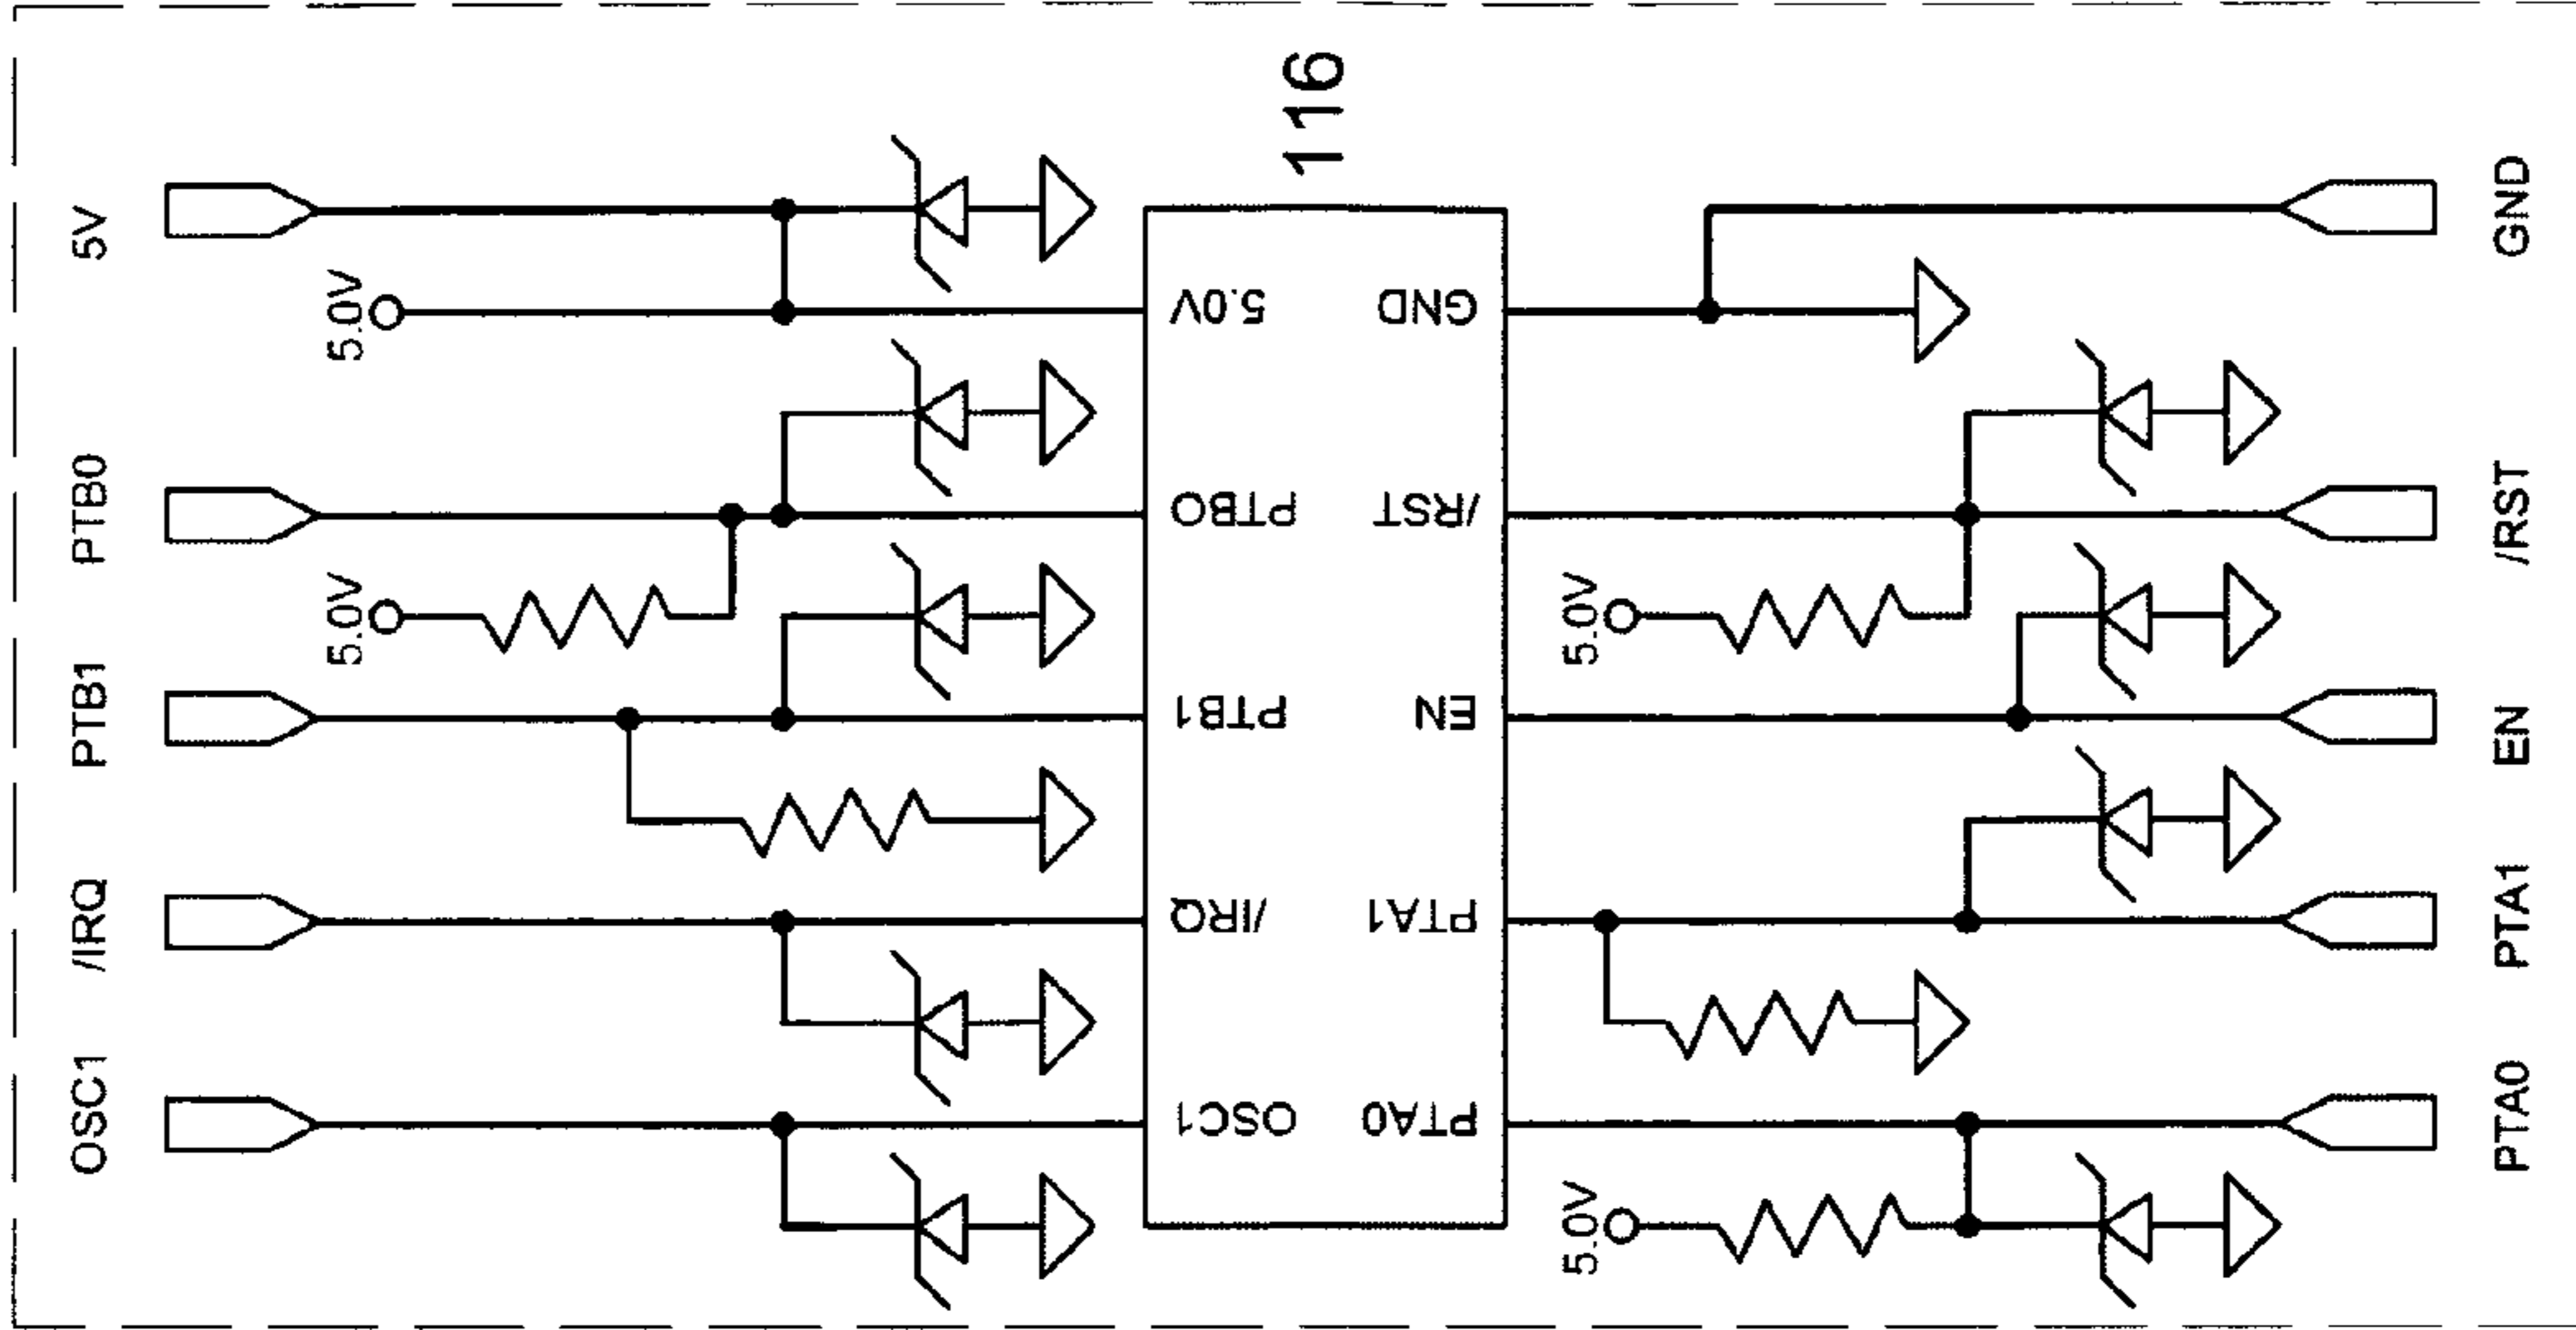 5V
PTB0
PTB1
/IRQ
OSC1
5.0V
5.0V
116
5.0V
PTBO
PTB1
/IRQ
OSC1
GND
/RST
EN
PTA1
PTA0
5.0V
5.0V
GND
/RST
EN
PTA1
PTA0